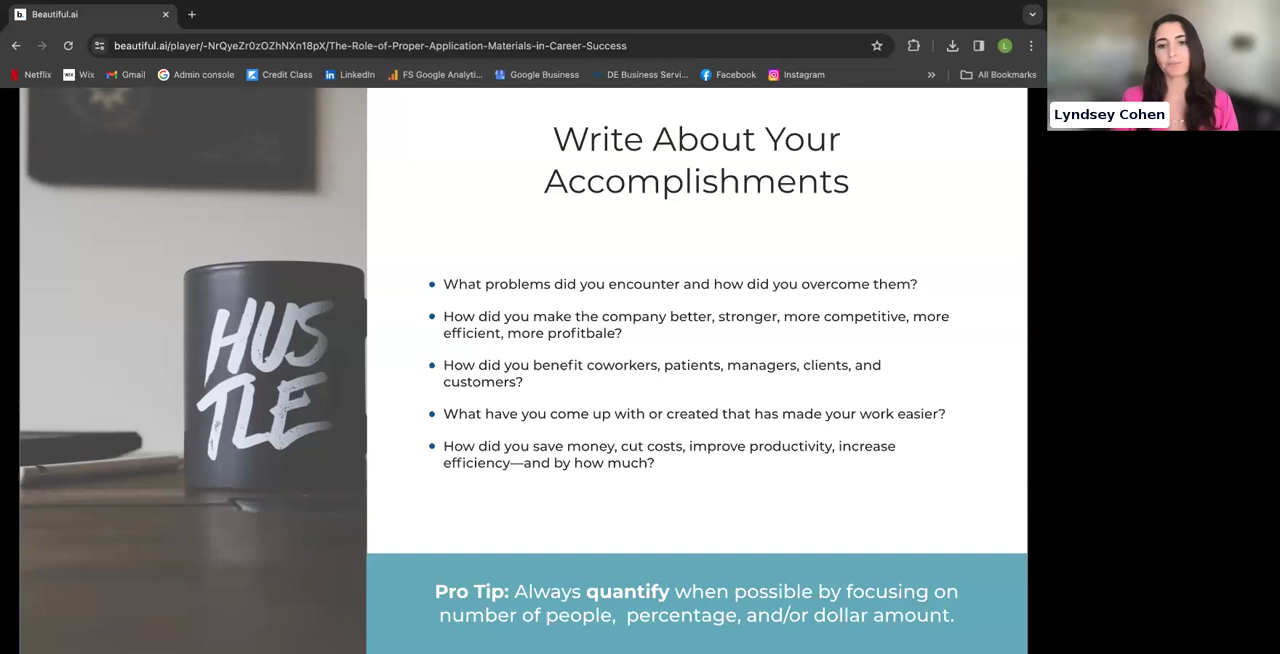 b. Beautiful.ai
beautiful.ai/player/-NrQyeZr0zOZhNXn18pX/The-Role-of-Proper-Application-Materials-in-Career-Success
L
Netflix
WIX Wix
Gmail
Admin console
Credit Class
LinkedIn
FS Google Analyti...
Google Business
DE Business Servi...
Facebook
Instagram
»
All Bookmarks
Lyndsey Cohen
Write About Your
Accomplishments
HUS
TLE
• What problems did you encounter and how did you overcome them?
• How did you make the company better, stronger, more competitive, more
efficient, more profitbale?
• How did you benefit coworkers, patients, managers, clients, and
customers?
• What have you come up with or created that has made your work easier?
• How did you save money, cut costs, improve productivity, increase
efficiency—and by how much?
Pro Tip: Always quantify when possible by focusing on
number of people,  percentage, and/or dollar amount.